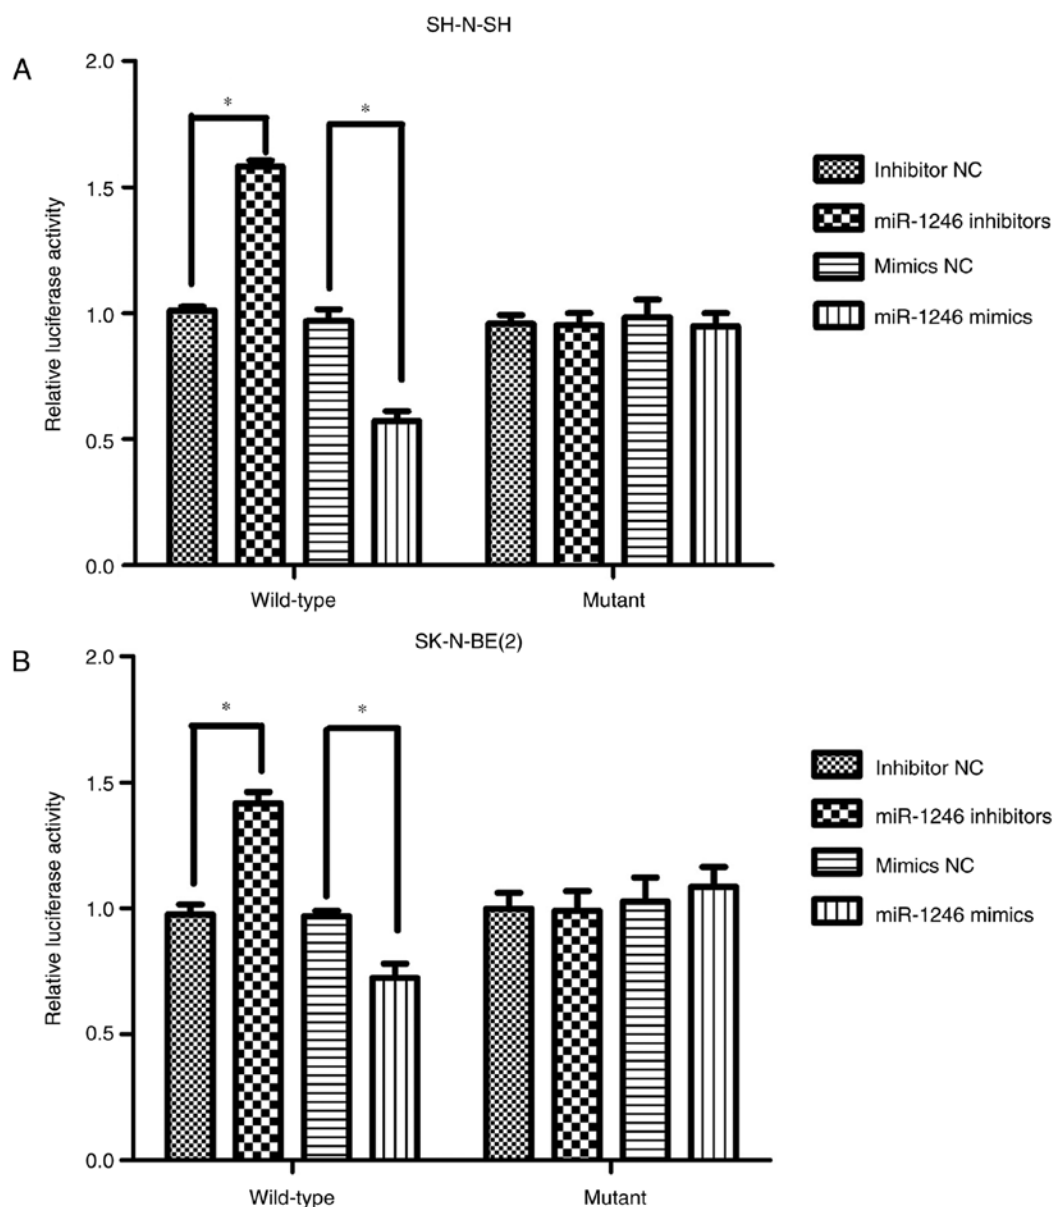 SH-N-SH
A
2.0
1.5
1.0
0.5
0.0
Relative luciferase activity
*
*
Inhibitor NC
miR-1246 inhibitors
Mimics NC
miR-1246 mimics
Wild-type
Mutant
SK-N-BE(2)
B
2.0
1.5
1.0
0.5
0.0
Relative luciferase activity
*
*
Inhibitor NC
miR-1246 inhibitors
Mimics NC
miR-1246 mimics
Wild-type
Mutant